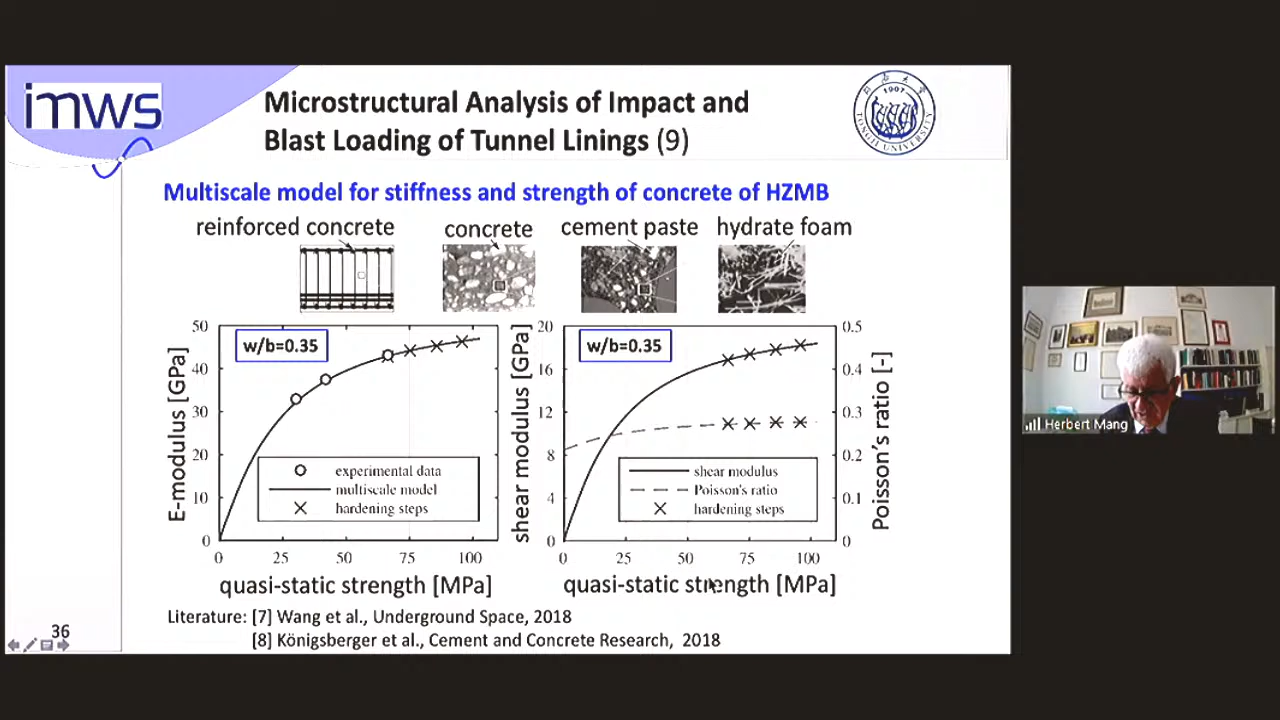 imws
Microstructural Analysis of Impact and
Blast Loading of Tunnel Linings (9)
1907
TONGJI UNIVERSITY
Multiscale model for stiffness and strength of concrete of HZMB
reinforced concrete
concrete
cement paste
hydrate foam
E-modulus [GPa]
50
40
30
20
10
0
w/b=0.35
experimental data
multiscale model
hardening steps
0 25 50 75 100
quasi-static strength [MPa]
shear modulus [GPa]
20
16
12
8
4
0
w/b=0.35
shear modulus
Poisson's ratio
hardening steps
0 25 50 75 100
quasi-static strength [MPa]
0.5
0.4
0.3
0.2
0.1
0
Poisson's ratio [-]
Literature: [7] Wang et al., Underground Space, 2018
[8] Königsberger et al., Cement and Concrete Research, 2018
36
Herbert Mang